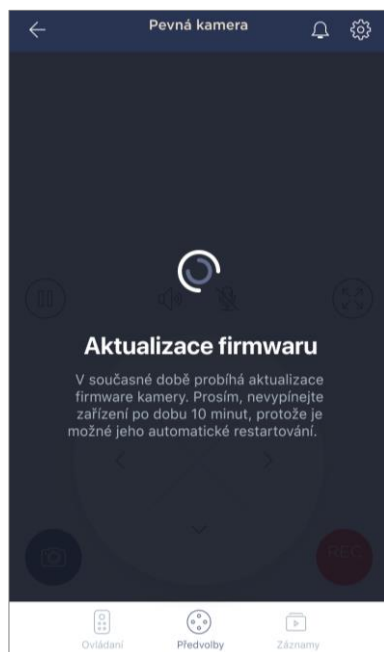 Pevná kamera
Aktualizace firmwaru
V současné době probíhá aktualizace
firmware kamery. Prosím, nevypínejte
zařízení po dobu 10 minut, protože je
možné jeho automatické restartování.
REC
Ovládaní
Předvolby
Záznamy